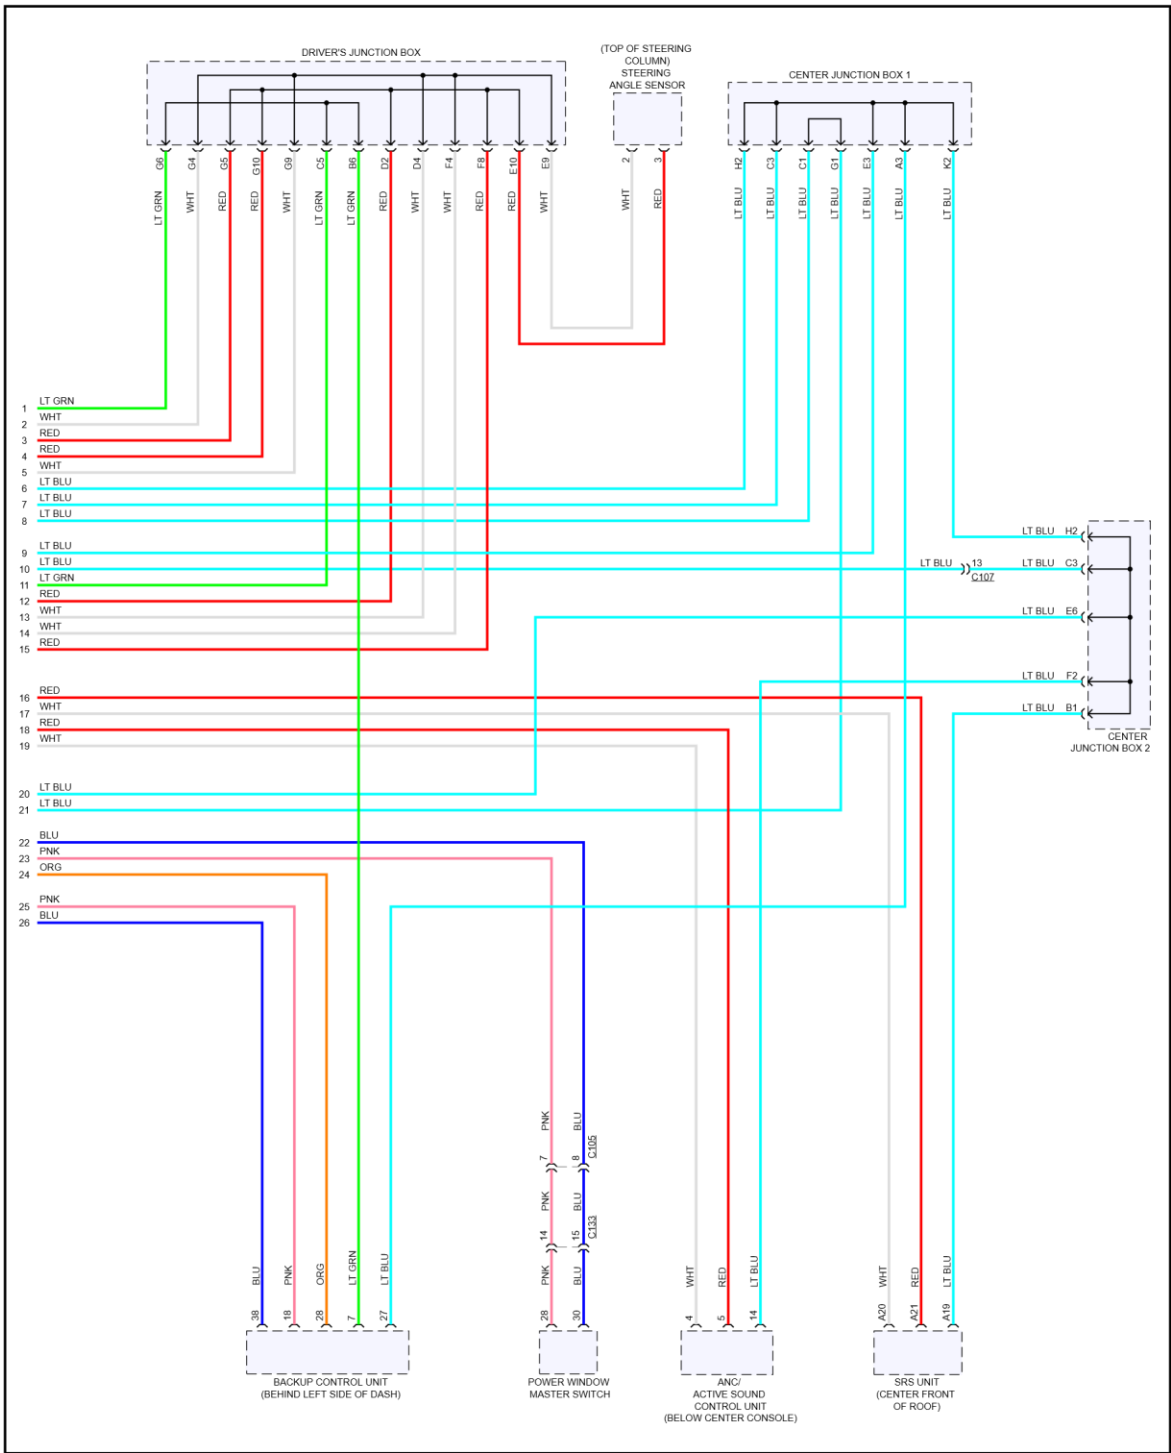 DRIVER'S JUNCTION BOX
(TOP OF STEERING
COLUMN)
STEERING
ANGLE SENSOR
CENTER JUNCTION BOX 1
G6
G4
G5
G10
G9
C5
B6
D2
D4
F4
F8
E10
E9
2
3
H2
C3
C1
G1
E3
A3
K2
LT GRN
WHT
RED
RED
WHT
LT GRN
LT GRN
RED
WHT
WHT
RED
RED
WHT
WHT
RED
LT BLU
LT BLU
LT BLU
LT BLU
LT BLU
LT BLU
LT BLU
1 LT GRN
2 WHT
3 RED
4 RED
5 WHT
6 LT BLU
7 LT BLU
8 LT BLU
LT BLU H2
9 LT BLU
10 LT BLU
LT BLU 13 LT BLU C3
C107
11 LT GRN
12 RED
13 WHT
LT BLU E6
14 WHT
15 RED
LT BLU F2
16 RED
17 WHT
LT BLU B1
18 RED
19 WHT
CENTER
JUNCTION BOX 2
20 LT BLU
21 LT BLU
22 BLU
23 PNK
24 ORG
25 PNK
26 BLU
PNK
BLU
7
8
C105
PNK
BLU
14
15
C133
BLU
PNK
ORG
LT GRN
LT BLU
PNK
BLU
WHT
RED
LT BLU
WHT
RED
LT BLU
38
18
28
7
27
28
30
4
5
14
A20
A21
A19
BACKUP CONTROL UNIT
(BEHIND LEFT SIDE OF DASH)
POWER WINDOW
MASTER SWITCH
ANC/
ACTIVE SOUND
CONTROL UNIT
(BELOW CENTER CONSOLE)
SRS UNIT
(CENTER FRONT
OF ROOF)